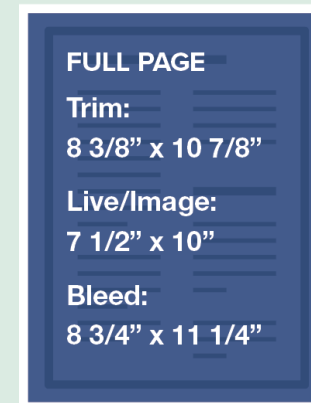 FULL PAGE
Trim:
8 3/8” x 10 7/8”
Live/Image:
7 1/2” x 10”
Bleed:
8 3/4” x 11 1/4”